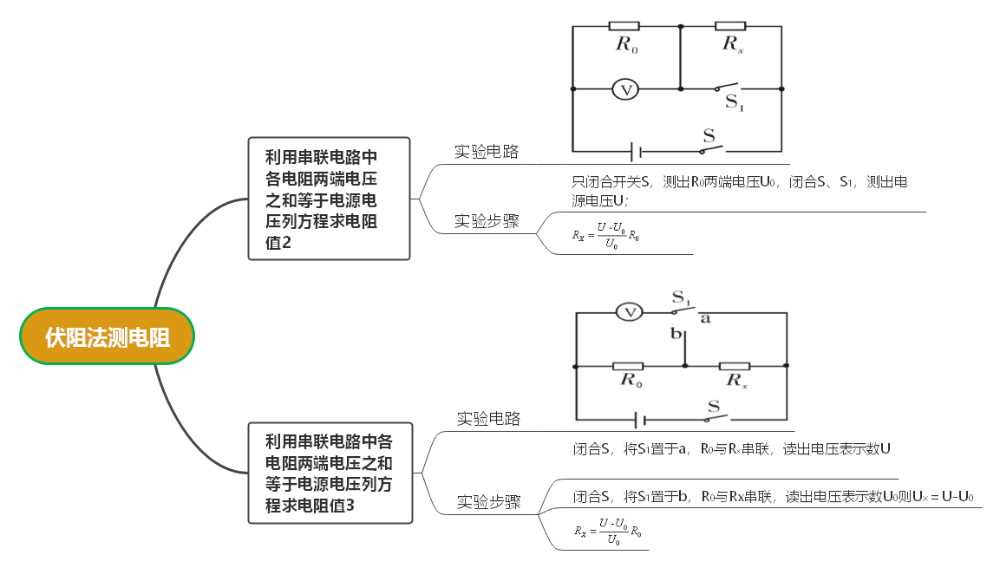 伏阻法测电阻
利用串联电路中
各电阻两端电压
之和等于电源电
压列方程求电阻
值2
实验电路
R₀ Rₓ
V S₁
S
实验步骤
只闭合开关S，测出R₀两端电压U₀，闭合S、S₁，测出电
源电压U；
R_X = (U - U₀)/U₀ R₀
利用串联电路中各
电阻两端电压之和
等于电源电压列方
程求电阻值3
实验电路
S₁
V a
b
R₀ Rₓ
S
实验步骤
闭合S，将S₁置于a，R₀与Rₓ串联，读出电压表示数U
闭合S，将S₁置于b，R₀与Rx串联，读出电压表示数U₀则Uₓ = U-U₀
R_X = (U - U₀)/U₀ R₀